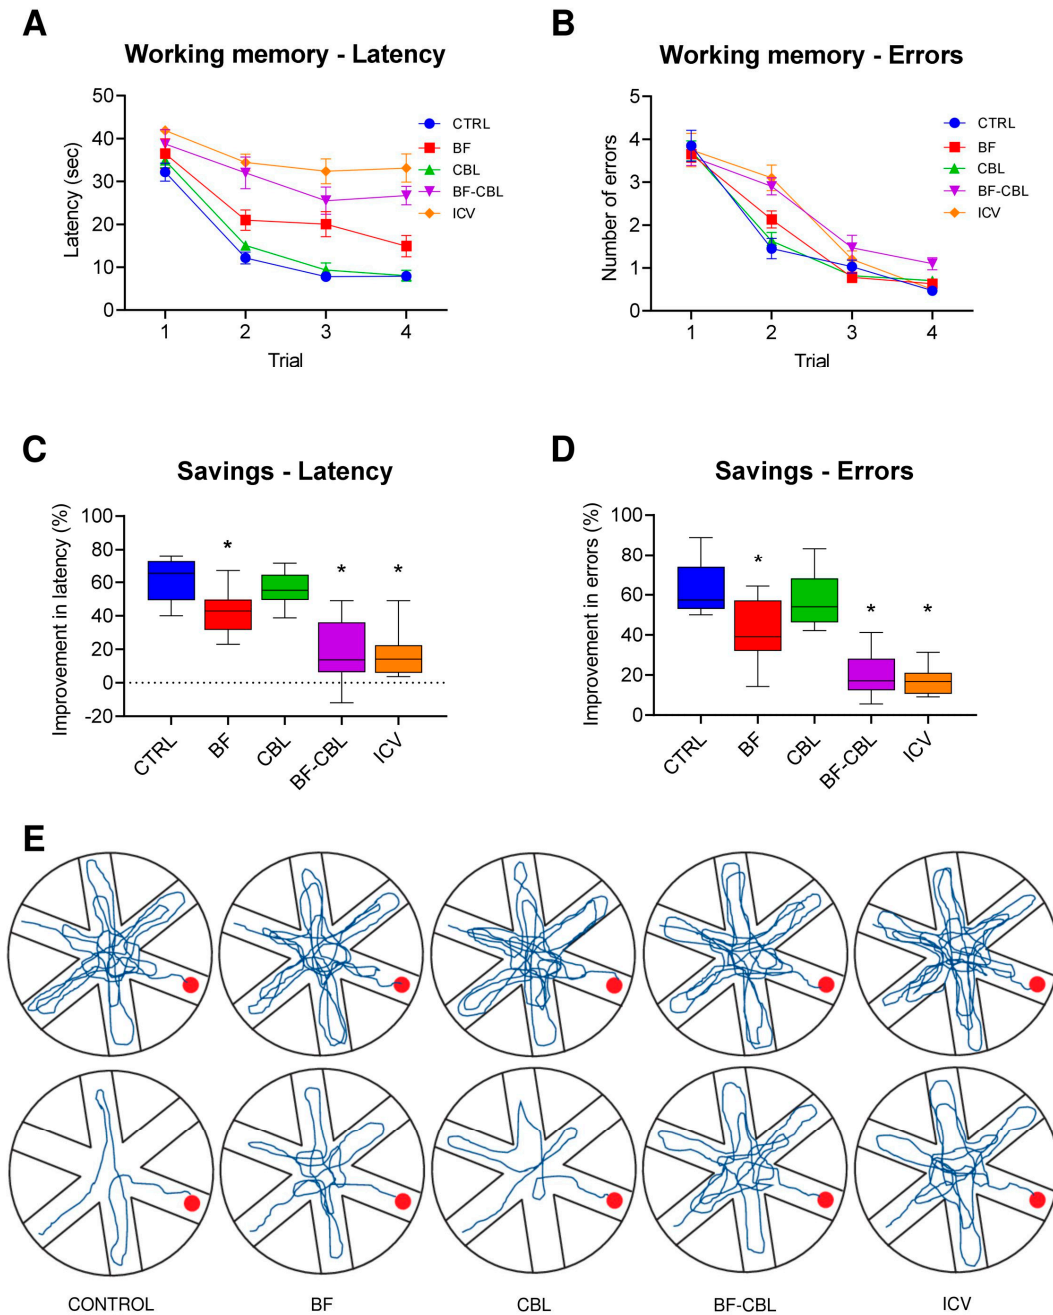 A
Working memory - Latency
Latency (sec)
50
40
30
20
10
0
1 2 3 4
Trial
CTRL
BF
CBL
BF-CBL
ICV
B
Working memory - Errors
Number of errors
5
4
3
2
1
0
1 2 3 4
Trial
CTRL
BF
CBL
BF-CBL
ICV
C
Savings - Latency
Improvement in latency (%)
100
80
60
40
20
0
-20
* * *
CTRL BF CBL BF-CBL ICV
D
Savings - Errors
Improvement in errors (%)
100
80
60
40
20
0
* * *
CTRL BF CBL BF-CBL ICV
E
CONTROL BF CBL BF-CBL ICV